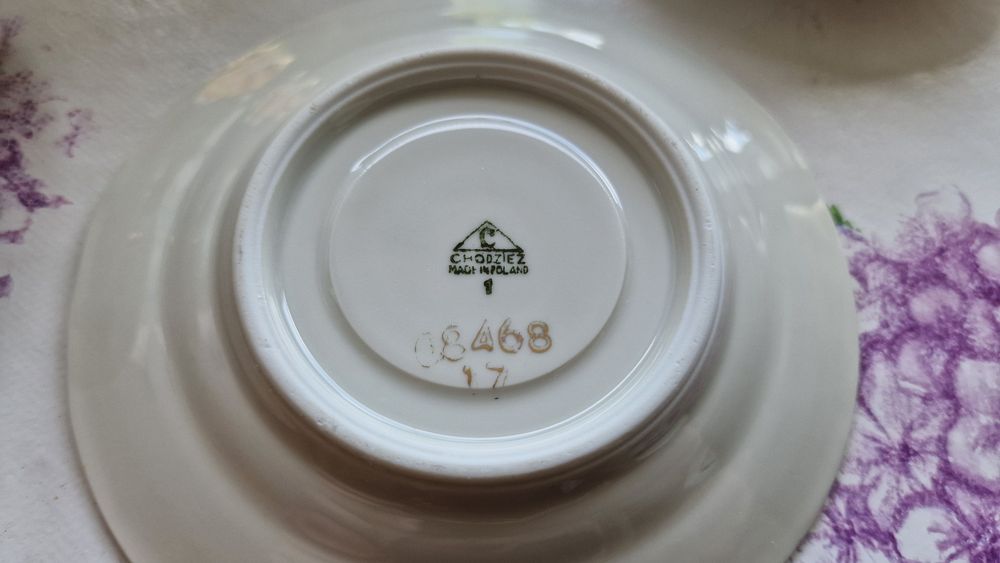 C
CHODZIEŻ
MADE IN POLAND
1
08468
17